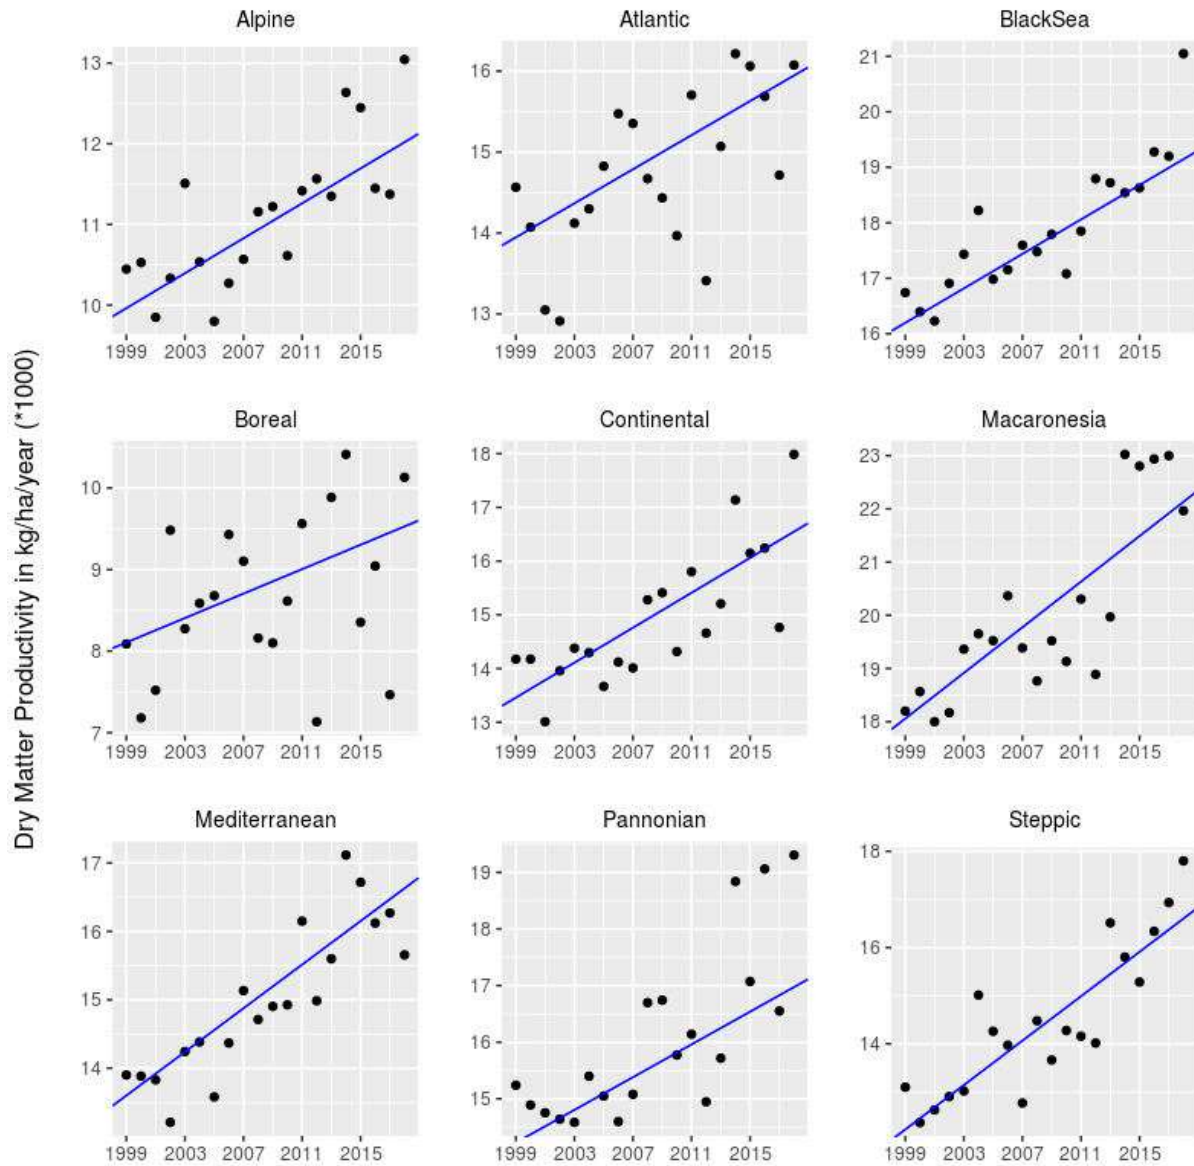 Dry Matter Productivity in kg/ha/year (*1000)
Alpine
13
12
11
10
1999 2003 2007 2011 2015
Atlantic
16
15
14
13
1999 2003 2007 2011 2015
BlackSea
21
20
19
18
17
16
1999 2003 2007 2011 2015
Boreal
10
9
8
7
1999 2003 2007 2011 2015
Continental
18
17
16
15
14
13
1999 2003 2007 2011 2015
Macaronesia
23
22
21
20
19
18
1999 2003 2007 2011 2015
Mediterranean
17
16
15
14
1999 2003 2007 2011 2015
Pannonian
19
18
17
16
15
1999 2003 2007 2011 2015
Steppic
18
16
14
1999 2003 2007 2011 2015